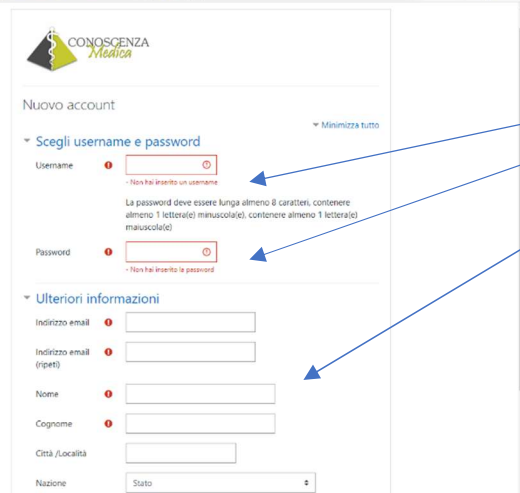 CONOSCENZA
Medica
Nuovo account
Minimizza tutto
Scegli username e password
Username
- Non hai inserito un username
La password deve essere lunga almeno 8 caratteri, contenere
almeno 1 lettera(e) minuscola(e), contenere almeno 1 lettera(e)
maiuscola(e)
Password
- Non hai inserito la password
Ulteriori informazioni
Indirizzo email
Indirizzo email
(ripeti)
Nome
Cognome
Città /Località
Nazione Stato